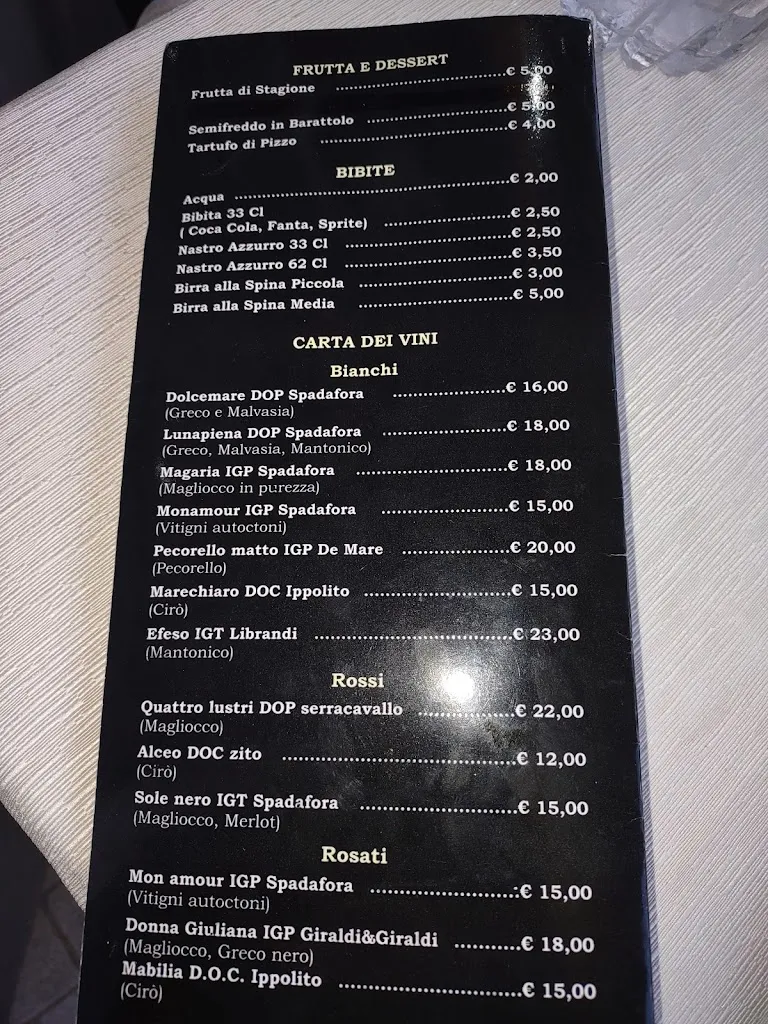 FRUTTA E DESSERT
Frutta di Stagione ........................................€ 5,00
Semifreddo in Barattolo ..............................€ 5,00
Tartufo di Pizzo ........................................€ 4,00
BIBITE
Acqua ........................................................€ 2,00
Bibita 33 Cl
( Coca Cola, Fanta, Sprite) ..........................€ 2,50
Nastro Azzurro 33 Cl ..................................€ 2,50
Nastro Azzurro 62 Cl ..................................€ 3,50
Birra alla Spina Piccola ...............................€ 3,00
Birra alla Spina Media ...............................€ 5,00
CARTA DEI VINI
Bianchi
Dolcemare DOP Spadafora ......................€ 16,00
(Greco e Malvasia)
Lunapiena DOP Spadafora ........................€ 18,00
(Greco, Malvasia, Mantonico)
Magaria IGP Spadafora .............................€ 18,00
(Magliocco in purezza)
Monamour IGP Spadafora ........................€ 15,00
(Vitigni autoctoni)
Pecorello matto IGP De Mare ....................€ 20,00
(Pecorello)
Marechiaro DOC Ippolito ...........................€ 15,00
(Cirò)
Efeso IGT Librandi ....................................€ 23,00
(Mantonico)
Rossi
Quattro lustri DOP serracavallo .................€ 22,00
(Magliocco)
Alceo DOC zito .........................................€ 12,00
(Cirò)
Sole nero IGT Spadafora ...........................€ 15,00
(Magliocco, Merlot)
Rosati
Mon amour IGP Spadafora ........................€ 15,00
(Vitigni autoctoni)
Donna Giuliana IGP Giraldi&Giraldi ...........€ 18,00
(Magliocco, Greco nero)
Mabilia D.O.C. Ippolito ..............................€ 15,00
(Cirò)